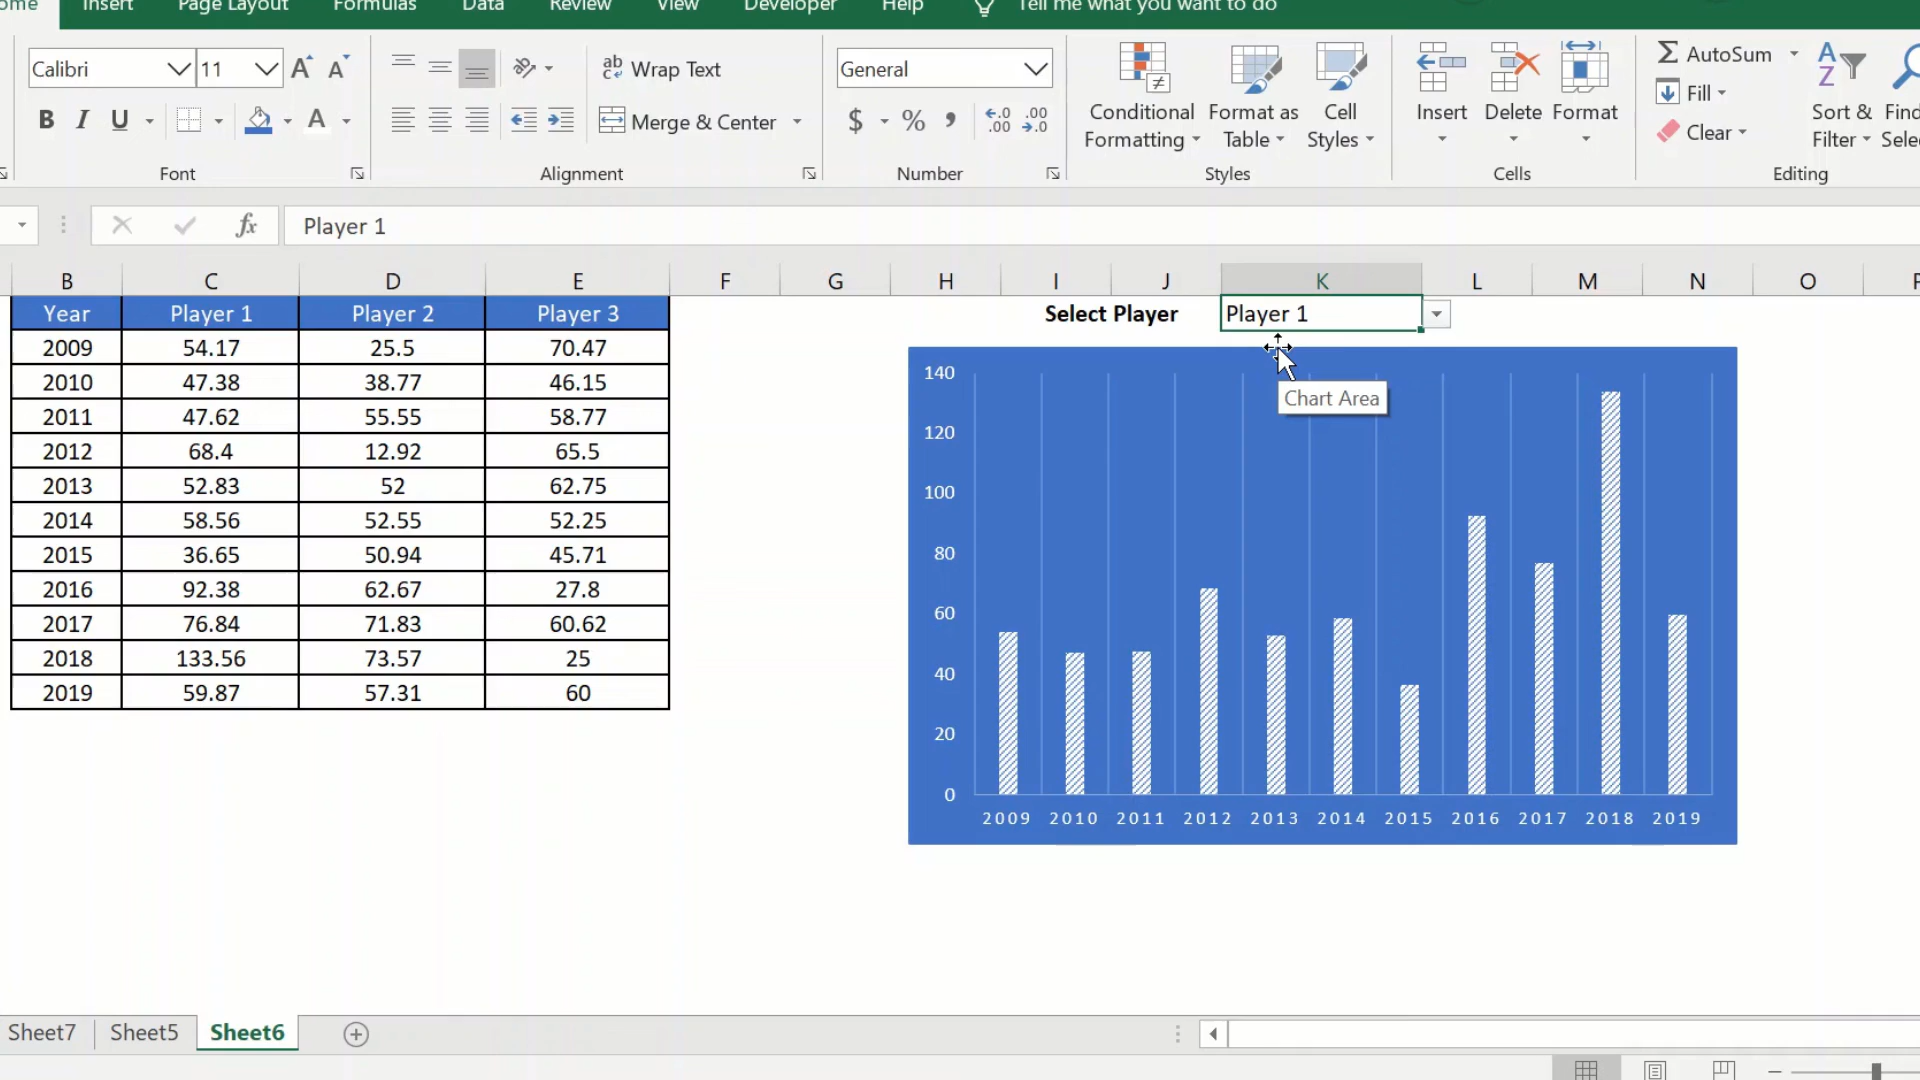 ome Insert Page Layout Formulas Data Review View Developer Help Tell me what you want to do
Calibri 11 A A
ab Wrap Text
General
B I U A
Merge & Center
$ % , .0 .00 .00 .0
Conditional Formatting
Format as Table
Cell Styles
Insert Delete Format
AutoSum
Fill
Clear
Sort & Filter
Find
Font Alignment Number Styles Cells Editing
fx Player 1
B C D E F G H I J K L M N O
Year Player 1 Player 2 Player 3
2009 54.17 25.5 70.47
2010 47.38 38.77 46.15
2011 47.62 55.55 58.77
2012 68.4 12.92 65.5
2013 52.83 52 62.75
2014 58.56 52.55 52.25
2015 36.65 50.94 45.71
2016 92.38 62.67 27.8
2017 76.84 71.83 60.62
2018 133.56 73.57 25
2019 59.87 57.31 60
Select Player Player 1
Chart Area
140
120
100
80
60
40
20
0
2009 2010 2011 2012 2013 2014 2015 2016 2017 2018 2019
Sheet7 Sheet5 Sheet6